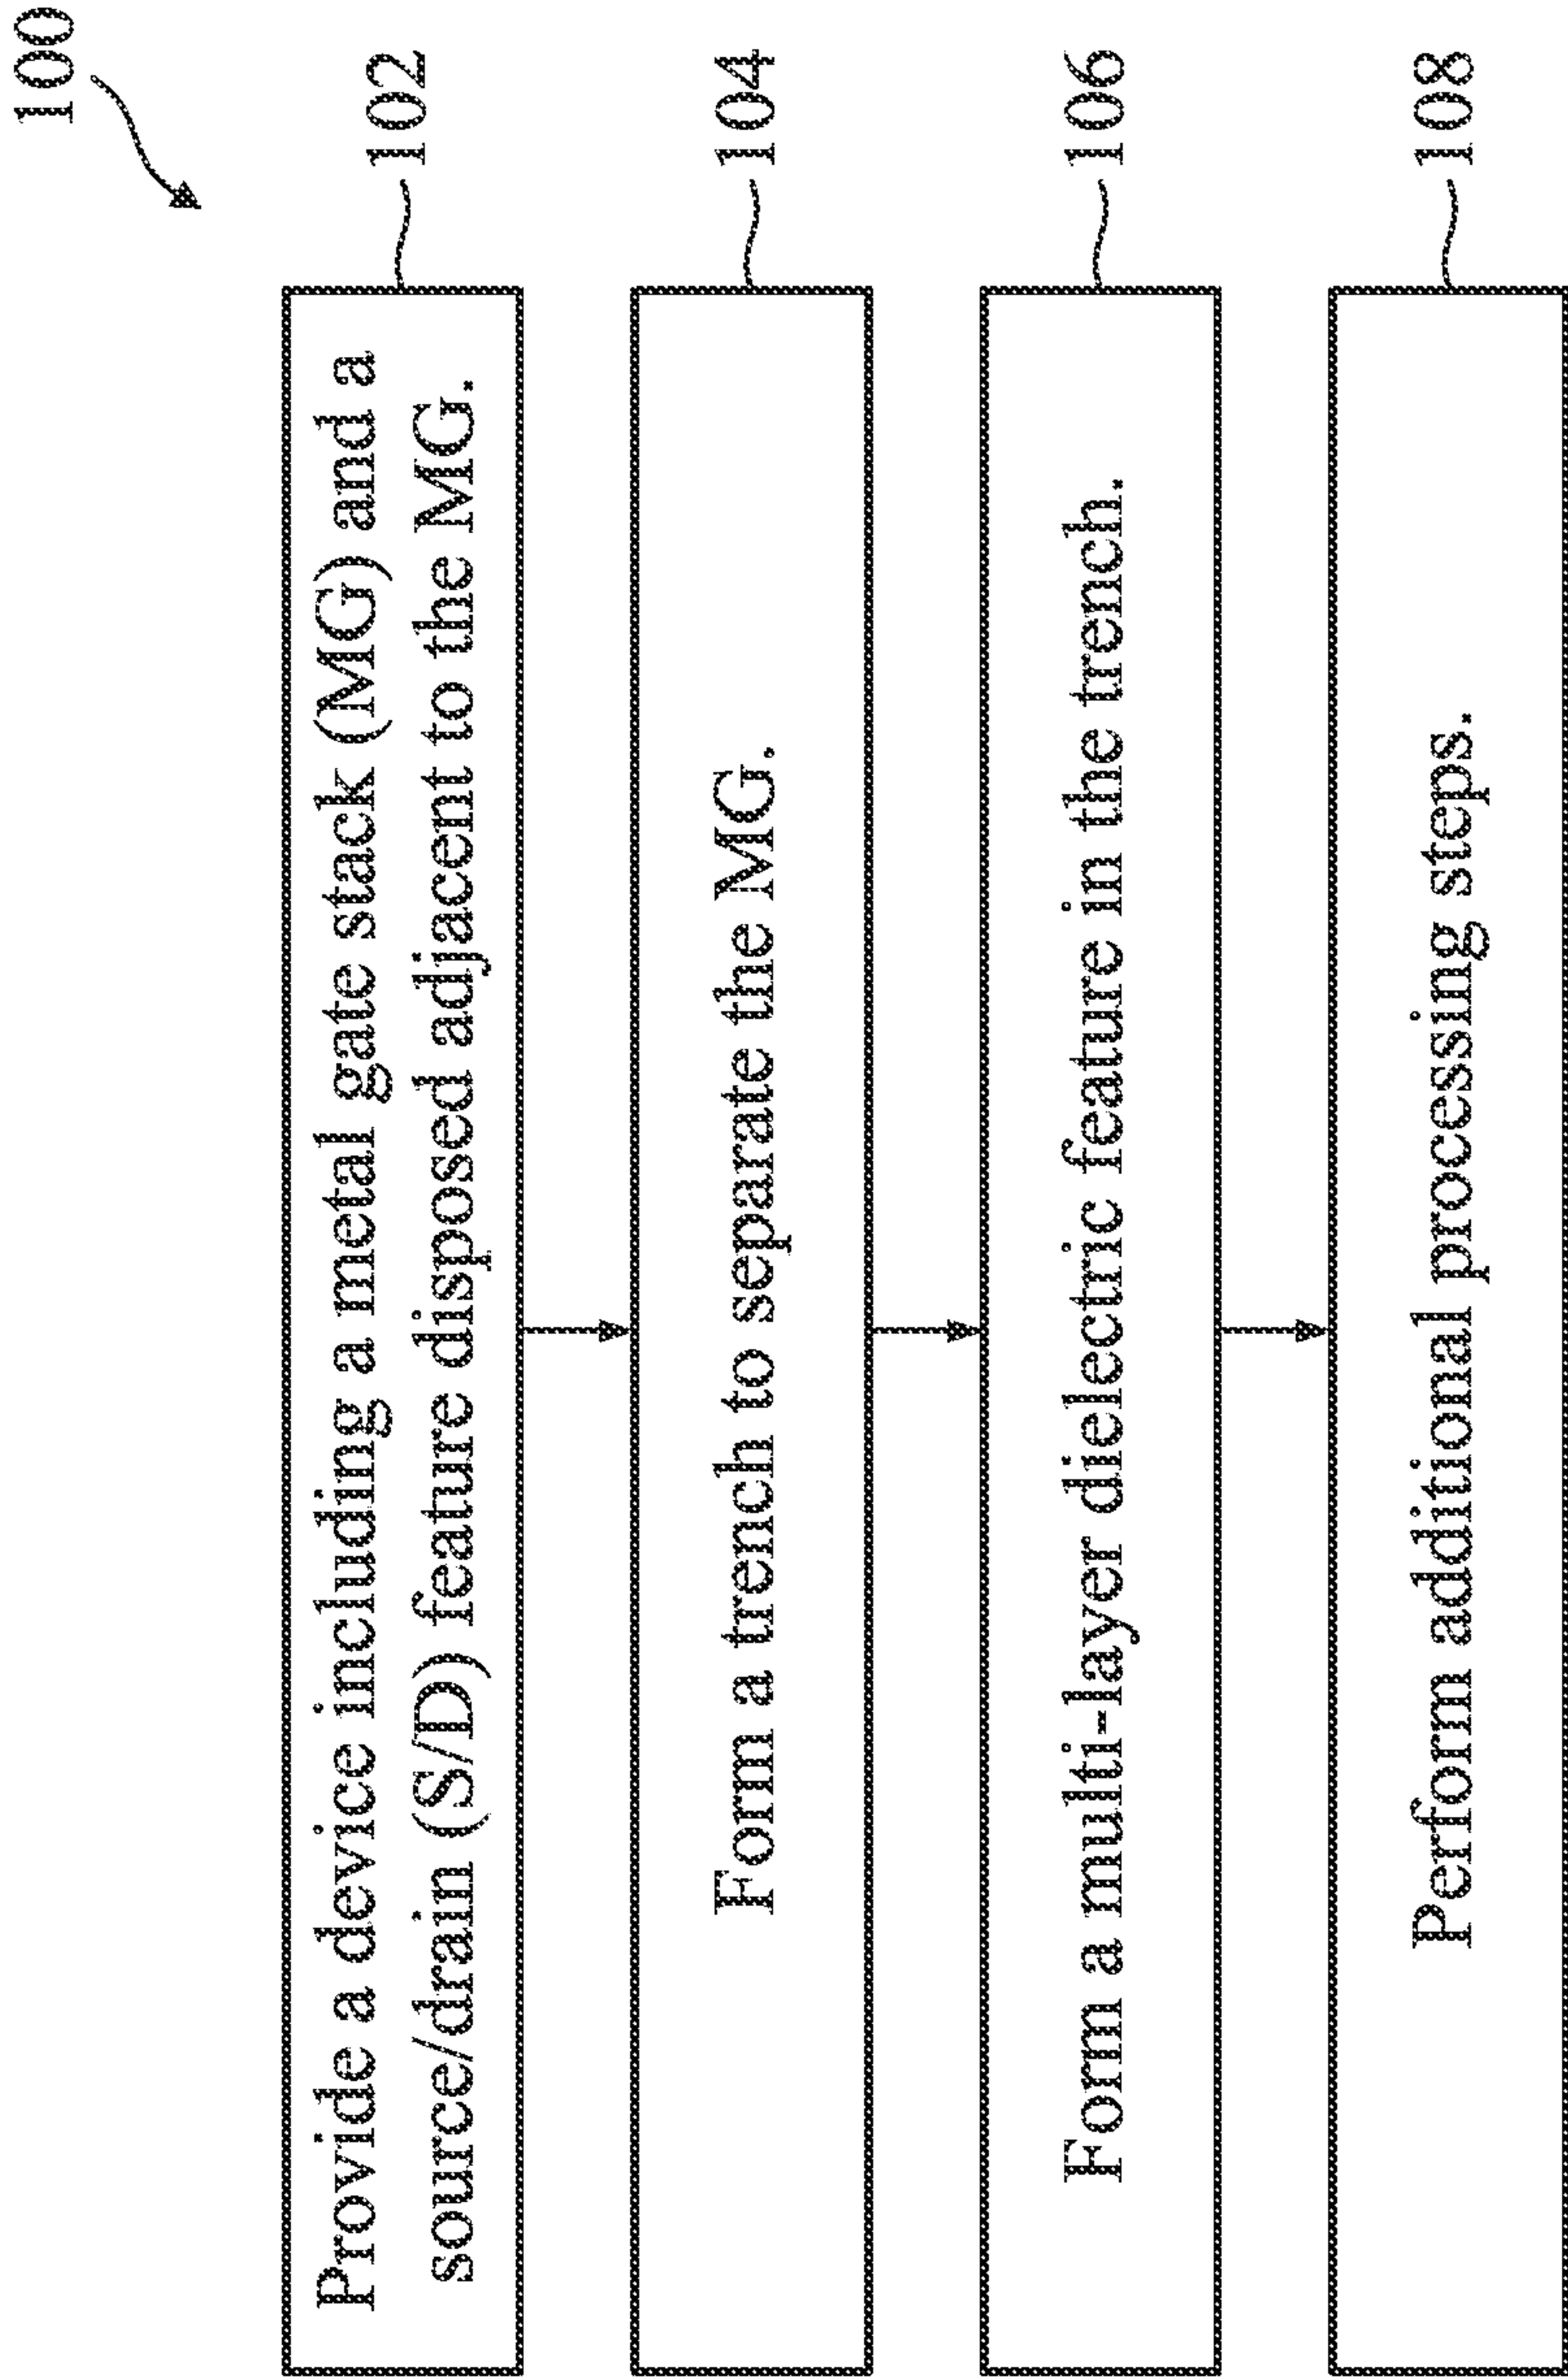 100
Provide a device including a metal gate stack (MG) and a
source/drain (S/D) feature disposed adjacent to the MG.
102
Form a trench to separate the MG.
104
Form a multi-layer dielectric feature in the trench.
106
Perform additional processing steps.
108